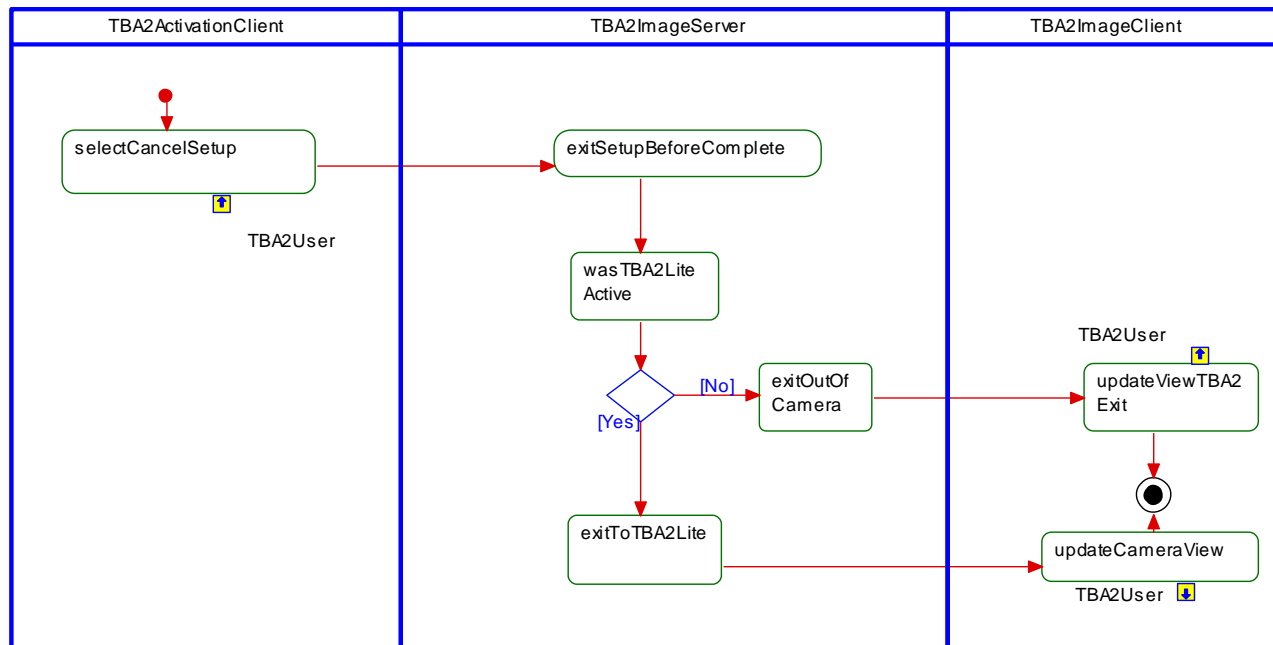 TBA2ActivationClient
TBA2ImageServer
TBA2ImageClient
selectCancelSetup
TBA2User
exitSetupBeforeComplete
wasTBA2Lite
Active
[No]
[Yes]
exitOutOf
Camera
TBA2User
updateViewTBA2
Exit
exitToTBA2Lite
updateCameraView
TBA2User